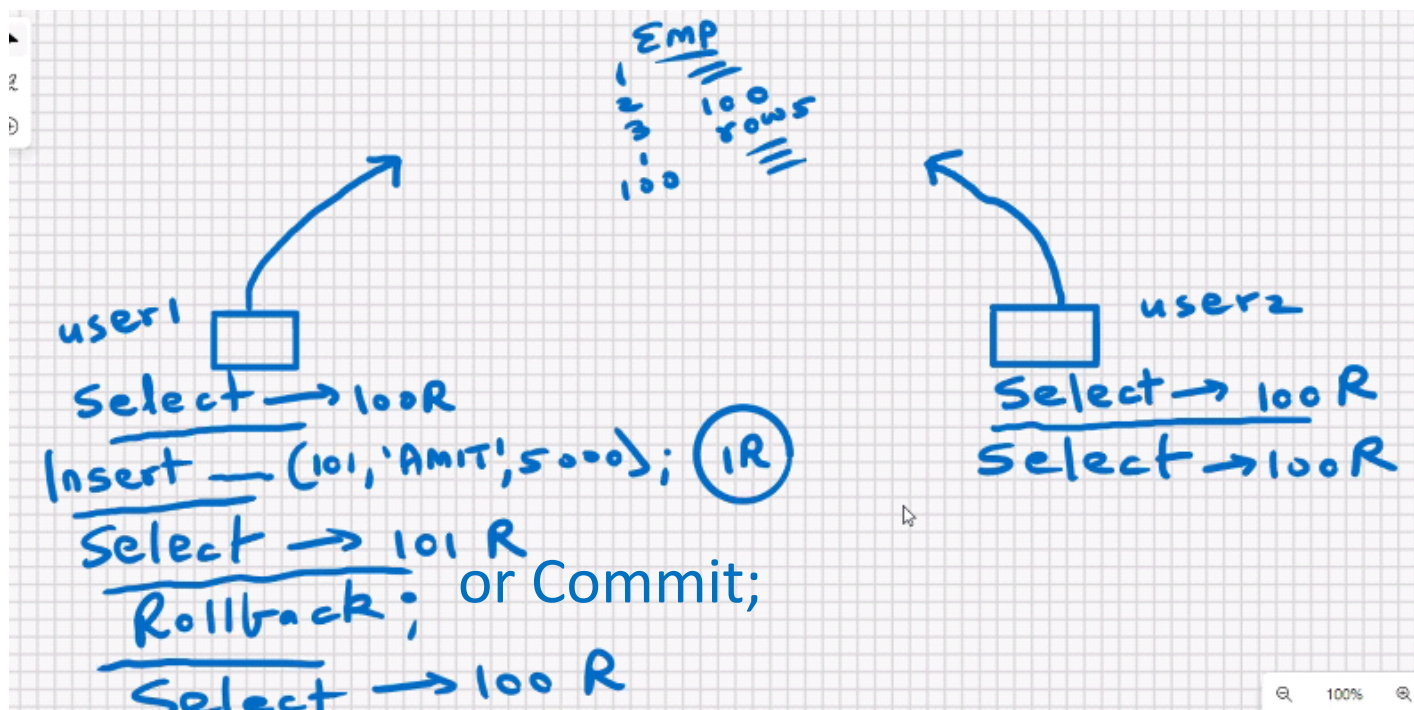 Emp
1
2
3
100
100
rows
user1
Select → 100R
Insert — (101, 'AMIT', 5000); 1R
Select → 101 R
Rollback; or Commit;
Select → 100 R
user2
Select → 100 R
Select → 100 R
100%